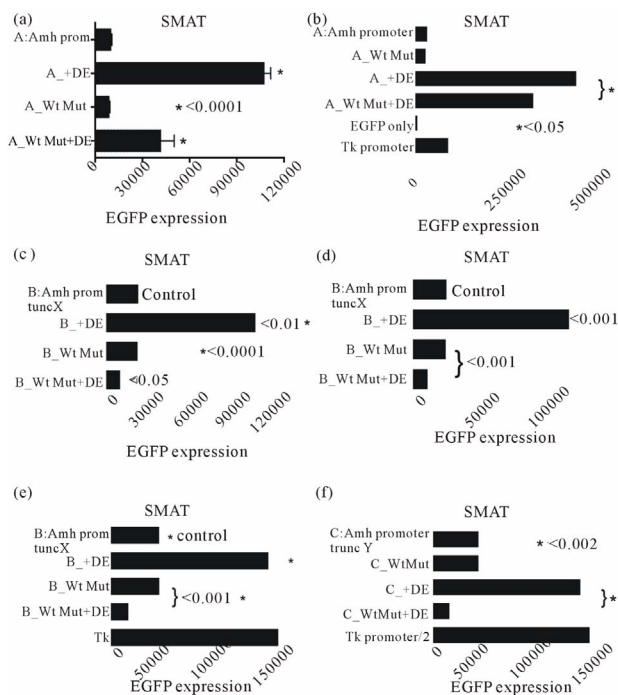 (a)
SMAT
A:Amh prom
A_+DE
*
A_Wt Mut
* <0.0001
A_Wt Mut+DE
*
0
30000
60000
90000
120000
EGFP expression
(b)
SMAT
A:Amh promoter
A_Wt Mut
A_+DE
} *
A_Wt Mut+DE
EGFP only
*<0.05
Tk promoter
0
250000
500000
EGFP expression
(c)
SMAT
B:Amh prom
tuncX
Control
B_+DE
<0.01 *
B_Wt Mut
*<0.0001
B_Wt Mut+DE
<0.05
0
30000
60000
90000
120000
EGFP expression
(d)
SMAT
B:Amh prom
tuncX
Control
B_+DE
<0.001
B_Wt Mut
} <0.001
B_Wt Mut+DE
0
50000
100000
EGFP expression
(e)
SMAT
B:Amh prom
tuncX
* control
B_+DE
*
B_Wt Mut
} <0.001 *
B_Wt Mut+DE
Tk
0
50000
100000
150000
EGFP expression
(f)
SMAT
C:Amh promoter
trunc Y
* <0.002
C_WtMut
C_+DE
} *
C_WtMut+DE
Tk promoter/2
0
50000
100000
150000
EGFP expression